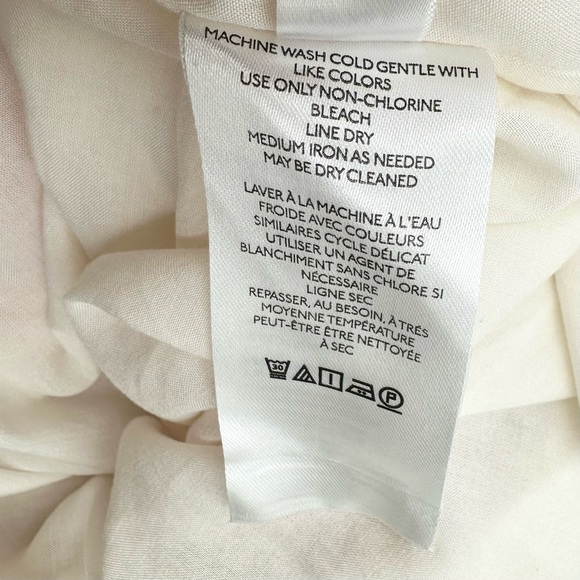 MACHINE WASH COLD GENTLE WITH
LIKE COLORS
USE ONLY NON-CHLORINE
BLEACH
LINE DRY
MEDIUM IRON AS NEEDED
MAY BE DRY CLEANED
LAVER À LA MACHINE À L'EAU
FROIDE AVEC COULEURS
SIMILAIRES CYCLE DÉLICAT
UTILISER UN AGENT DE
BLANCHIMENT SANS CHLORE SI
NÉCESSAIRE
LIGNE SEC
REPASSER, AU BESOIN, À TRÉS
MOYENNE TEMPÉRATURE
PEUT-ÊTRE ÊTRE NETTOYÉE
À SEC
30 P